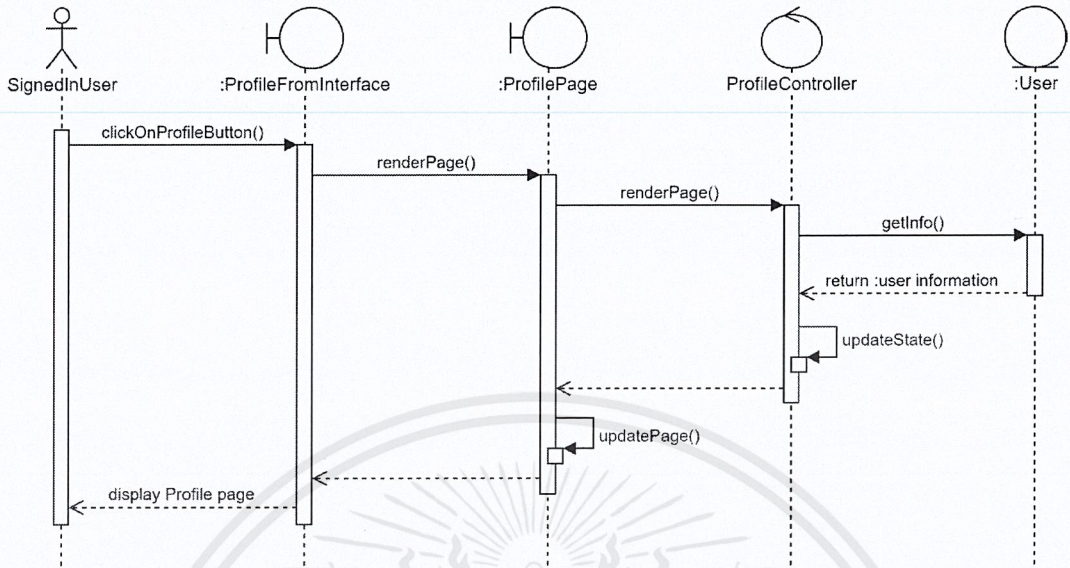 SignedInUser
:ProfileFromInterface
:ProfilePage
ProfileController
:User
clickOnProfileButton()
renderPage()
renderPage()
getInfo()
return :user information
updateState()
updatePage()
display Profile page